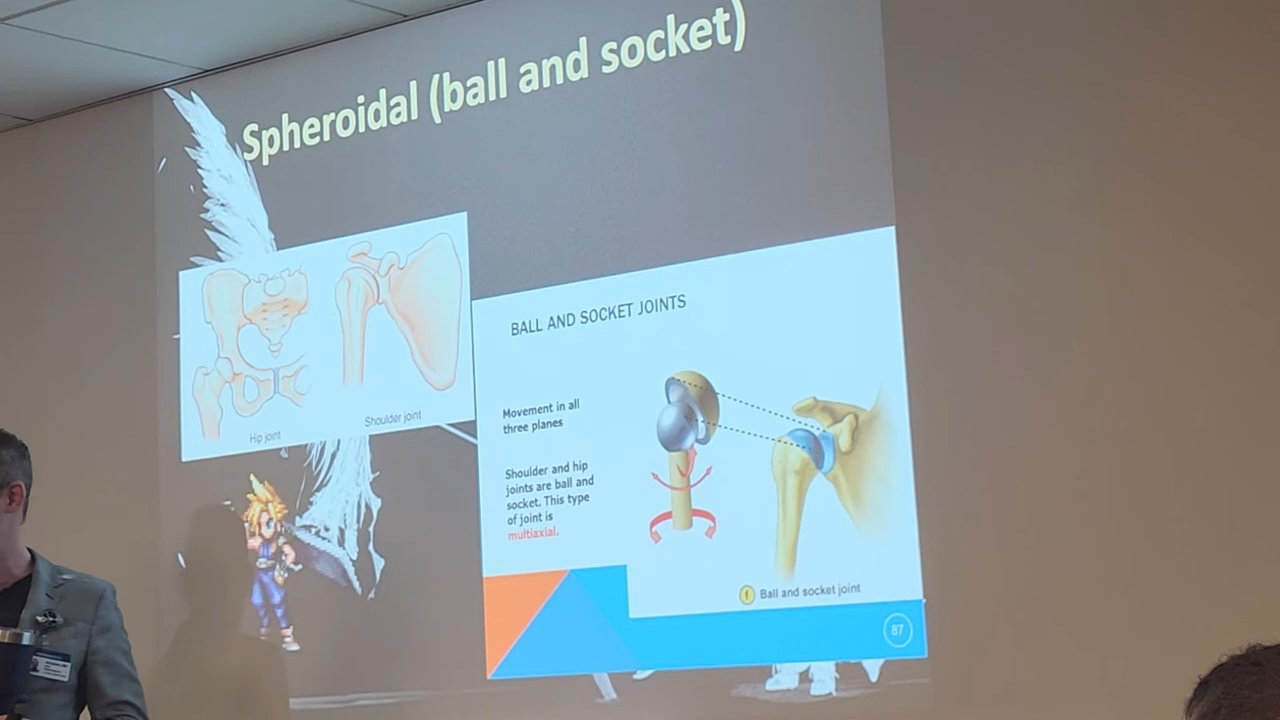 Spheroidal (ball and socket)
Hip joint
Shoulder joint
BALL AND SOCKET JOINTS
Movement in all
three planes
Shoulder and hip
joints are ball and
socket. This type
of joint is
multiaxial.
f Ball and socket joint
87